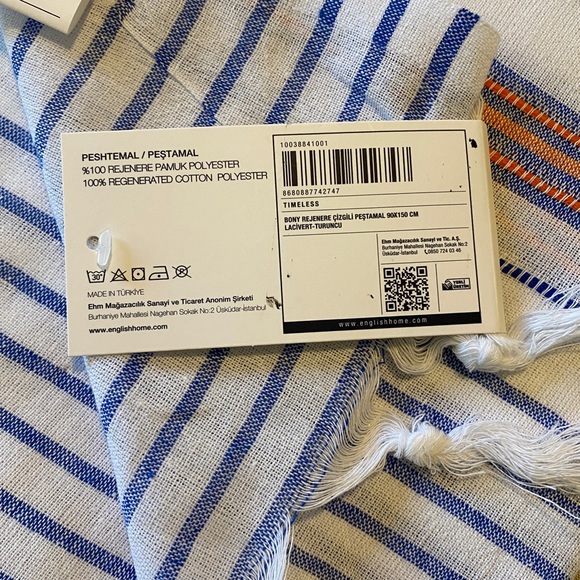 PESHTEMAL / PEŞTAMAL
%100 REJENERE PAMUK POLYESTER
100% REGENERATED COTTON POLYESTER
30°
MADE IN TÜRKİYE
Ehm Mağazacılık Sanayi ve Ticaret Anonim Şirketi
Burhaniye Mahallesi Nagehan Sokak No:2 Üsküdar-İstanbul
www.englishhome.com
10038841001
8680887742747
TIMELESS
BONY REJENERE ÇİZGİLİ PEŞTAMAL 90X150 CM
LACİVERT-TURUNCU
Ehm Mağazacılık Sanayi ve Tic. A.Ş.
Burhaniye Mahallesi Nagehan Sokak No:2
Üsküdar-İstanbul 0850 724 03 46
YERLİ
ÜRETİM
www.englishhome.com